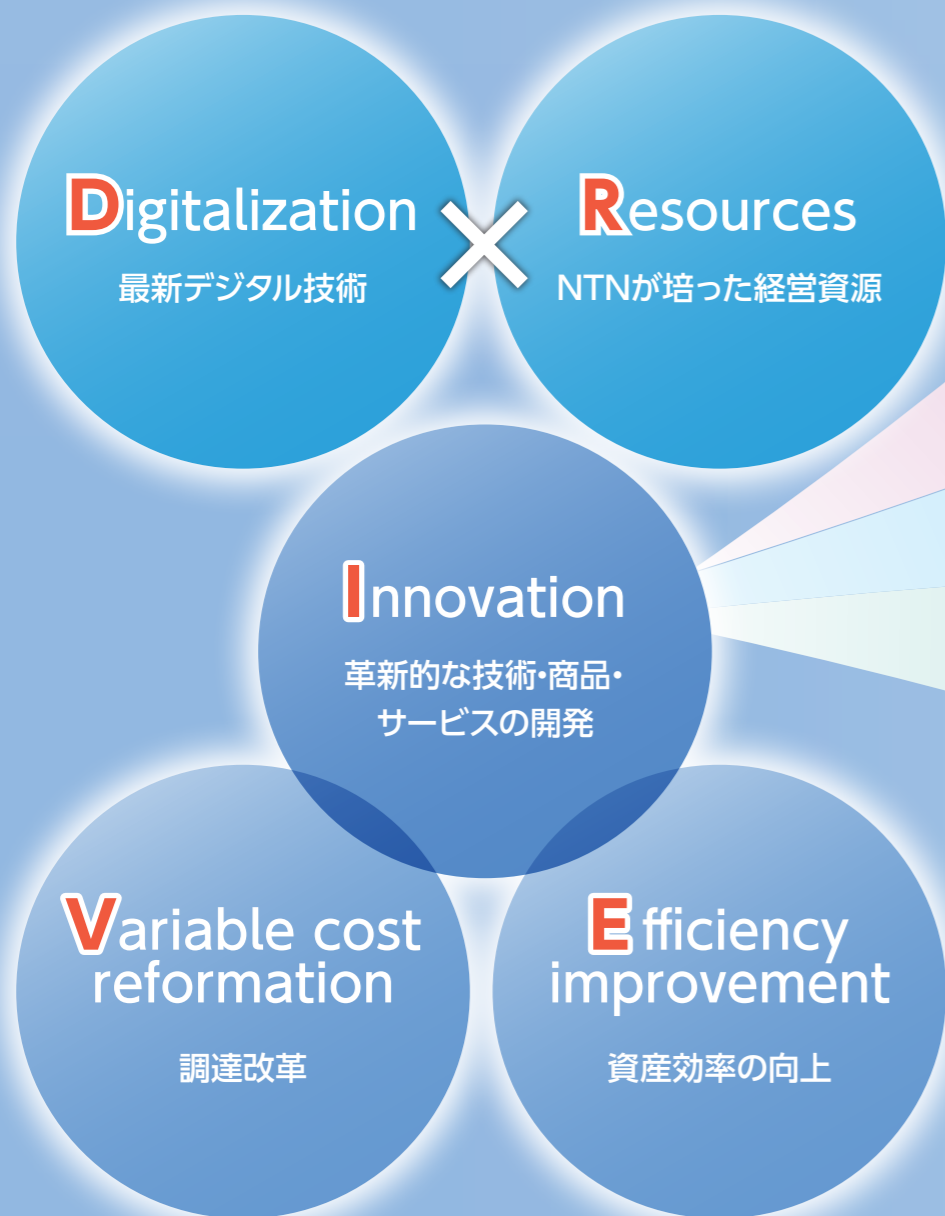 Digitalization
最新デジタル技術
×
Resources
NTNが培った経営資源
Innovation
革新的な技術・商品・
サービスの開発
Variable cost
reformation
調達改革
Efficiency
improvement
資産効率の向上